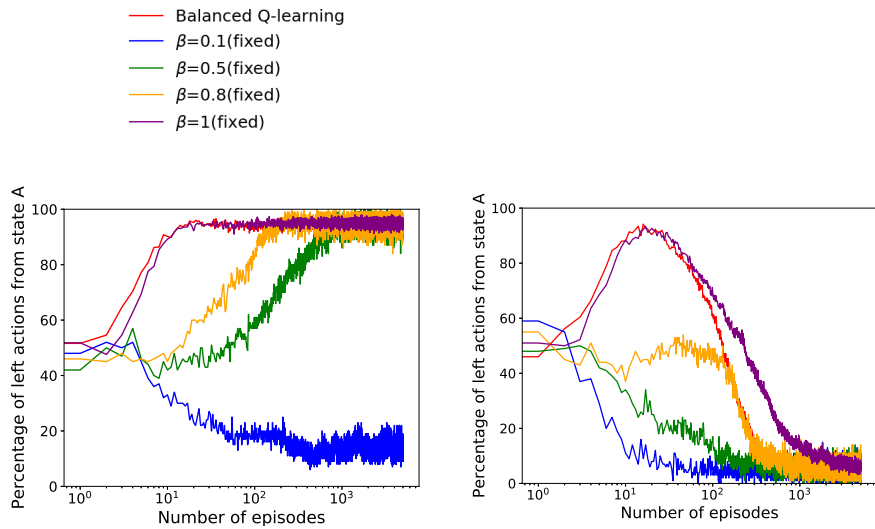 Balanced Q-learning
β=0.1(fixed)
β=0.5(fixed)
β=0.8(fixed)
β=1(fixed)
Percentage of left actions from state A
100
80
60
40
20
0
10⁰
10¹
10²
10³
Number of episodes
Percentage of left actions from state A
100
80
60
40
20
0
10⁰
10¹
10²
10³
Number of episodes